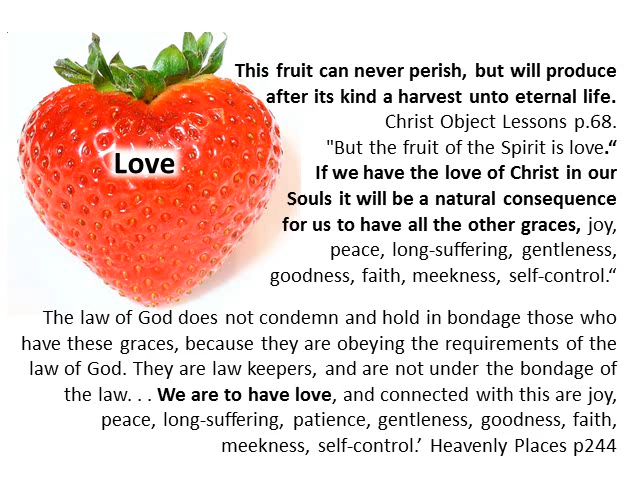 Love
This fruit can never perish, but will produce
after its kind a harvest unto eternal life.
Christ Object Lessons p.68.
"But the fruit of the Spirit is love.“
If we have the love of Christ in our
Souls it will be a natural consequence
for us to have all the other graces, joy,
peace, long-suffering, gentleness,
goodness, faith, meekness, self-control.“
The law of God does not condemn and hold in bondage those who
have these graces, because they are obeying the requirements of the
law of God. They are law keepers, and are not under the bondage of
the law. . . We are to have love, and connected with this are joy,
peace, long-suffering, patience, gentleness, goodness, faith,
meekness, self-control.’ Heavenly Places p244